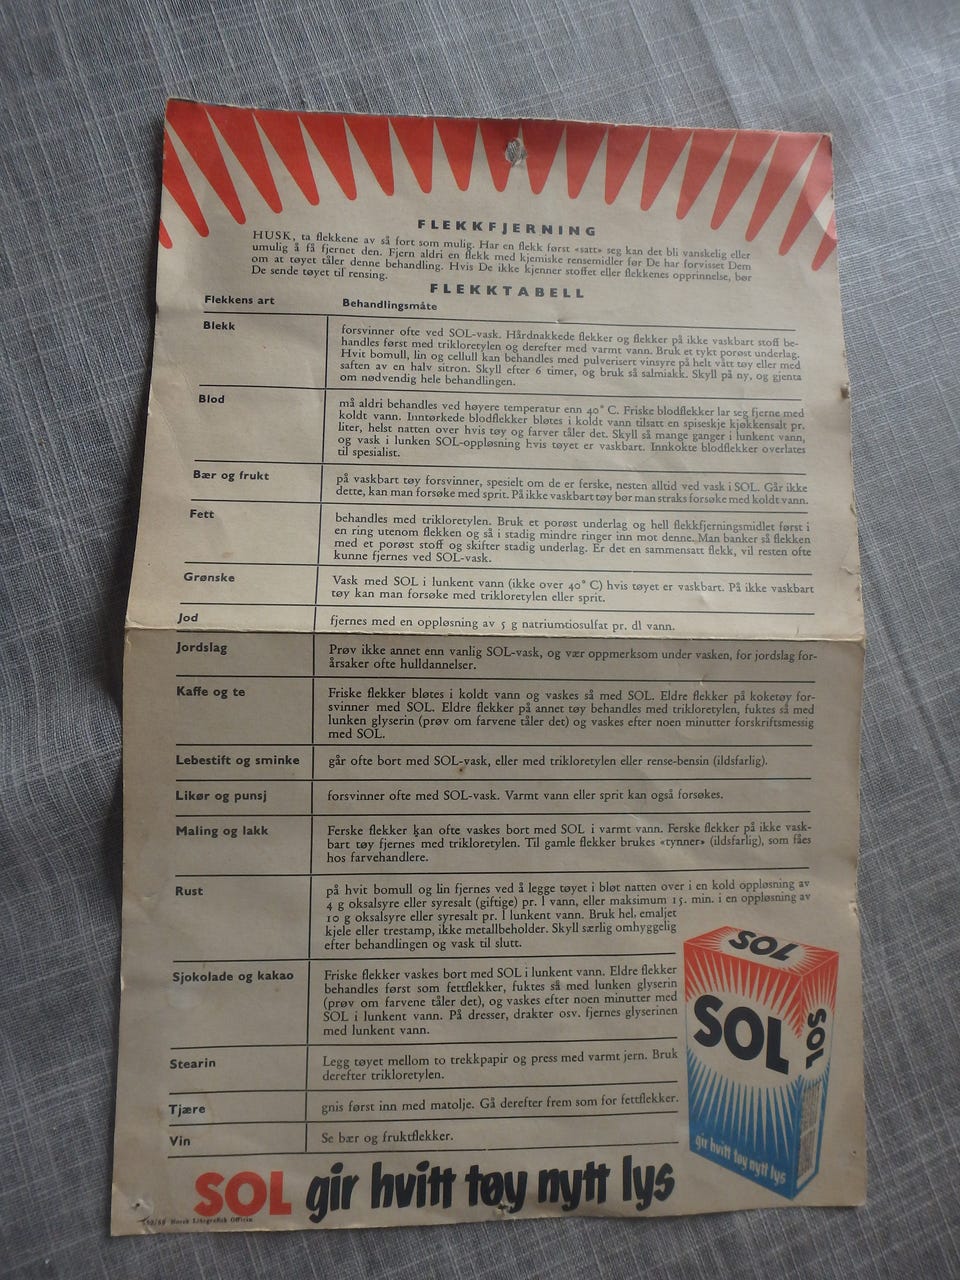 FLEKKFJERNING
HUSK, ta flekkene av så fort som mulig. Har en flekk først «satt» seg kan det bli vanskelig eller
umulig å få fjernet den. Fjern aldri en flekk med kjemiske rensemidler før De har forvisset Dem
om at tøyet tåler denne behandling. Hvis De ikke kjenner stoffet eller flekkenes opprinnelse, bør
De sende tøyet til rensing.
FLEKKTABELL
Flekkens art Behandlingsmåte
Blekk forsvinner ofte ved SOL-vask. Hårdnakkede flekker og flekker på ikke vaskbart stoff be-
handles først med trikloretylen og derefter med varmt vann. Bruk et tykt porøst underlag.
Hvit bomull, lin og cellull kan behandles med pulverisert vinsyre på helt vått tøy eller med
saften av en halv sitron. Skyll efter 6 timer, og bruk så salmiakk. Skyll på ny, og gjenta
om nødvendig hele behandlingen.
Blod må aldri behandles ved høyere temperatur enn 40° C. Friske blodflekker lar seg fjerne med
koldt vann. Inntørkede blodflekker bløtes i koldt vann tilsatt en spiseskje kjøkkensalt pr.
liter, helst natten over hvis tøy og farver tåler det. Skyll så mange ganger i lunkent vann,
og vask i lunken SOL-oppløsning hvis tøyet er vaskbart. Innkokte blodflekker overlates
til spesialist.
Bær og frukt på vaskbart tøy forsvinner, spesielt om de er ferske, nesten alltid ved vask i SOL. Går ikke
dette, kan man forsøke med sprit. På ikke vaskbart tøy bør man straks forsøke med koldt vann.
Fett behandles med trikloretylen. Bruk et porøst underlag og hell flekkfjerningsmidlet først i
en ring utenom flekken og så i stadig mindre ringer inn mot denne. Man banker så flekken
med et porøst stoff og skifter stadig underlag. Er det en sammensatt flekk, vil resten ofte
kunne fjernes ved SOL-vask.
Grønske Vask med SOL i lunkent vann (ikke over 40° C) hvis tøyet er vaskbart. På ikke vaskbart
tøy kan man forsøke med trikloretylen eller sprit.
Jod fjernes med en oppløsning av 5 g natriumtiosulfat pr. dl vann.
Jordslag Prøv ikke annet enn vanlig SOL-vask, og vær oppmerksom under vasken, for jordslag for-
årsaker ofte hulldannelser.
Kaffe og te Friske flekker bløtes i koldt vann og vaskes så med SOL. Eldre flekker på koketøy for-
svinner med SOL. Eldre flekker på annet tøy behandles med trikloretylen, fuktes så med
lunken glyserin (prøv om farvene tåler det) og vaskes efter noen minutter forskriftsmessig
med SOL.
Lebestift og sminke går ofte bort med SOL-vask, eller med trikloretylen eller rense-bensin (ildsfarlig).
Likør og punsj forsvinner ofte med SOL-vask. Varmt vann eller sprit kan også forsøkes.
Maling og lakk Ferske flekker kan ofte vaskes bort med SOL i varmt vann. Ferske flekker på ikke vask-
bart tøy fjernes med trikloretylen. Til gamle flekker brukes «tynner» (ildsfarlig), som fåes
hos farvehandlere.
Rust på hvit bomull og lin fjernes ved å legge tøyet i bløt natten over i en kold oppløsning av
4 g oksalsyre eller syresalt (giftige) pr. l vann, eller maksimum 15. min. i en oppløsning av
10 g oksalsyre eller syresalt pr. l lunkent vann. Bruk hel, emaljet
kjele eller trestamp, ikke metallbeholder. Skyll særlig omhyggelig
efter behandlingen og vask til slutt.
Sjokolade og kakao Friske flekker vaskes bort med SOL i lunkent vann. Eldre flekker
behandles først som fettflekker, fuktes så med lunken glyserin
(prøv om farvene tåler det), og vaskes efter noen minutter med
SOL i lunkent vann. På dresser, drakter osv. fjernes glyserinen
med lunkent vann.
Stearin Legg tøyet mellom to trekkpapir og press med varmt jern. Bruk
derefter trikloretylen.
Tjære gnis først inn med matolje. Gå derefter frem som for fettflekker.
Vin Se bær og fruktflekker.
SOL
SOL
SOL
gir hvitt tøy nytt lys
SOL gir hvitt tøy nytt lys
Norsk Lithografisk Officin